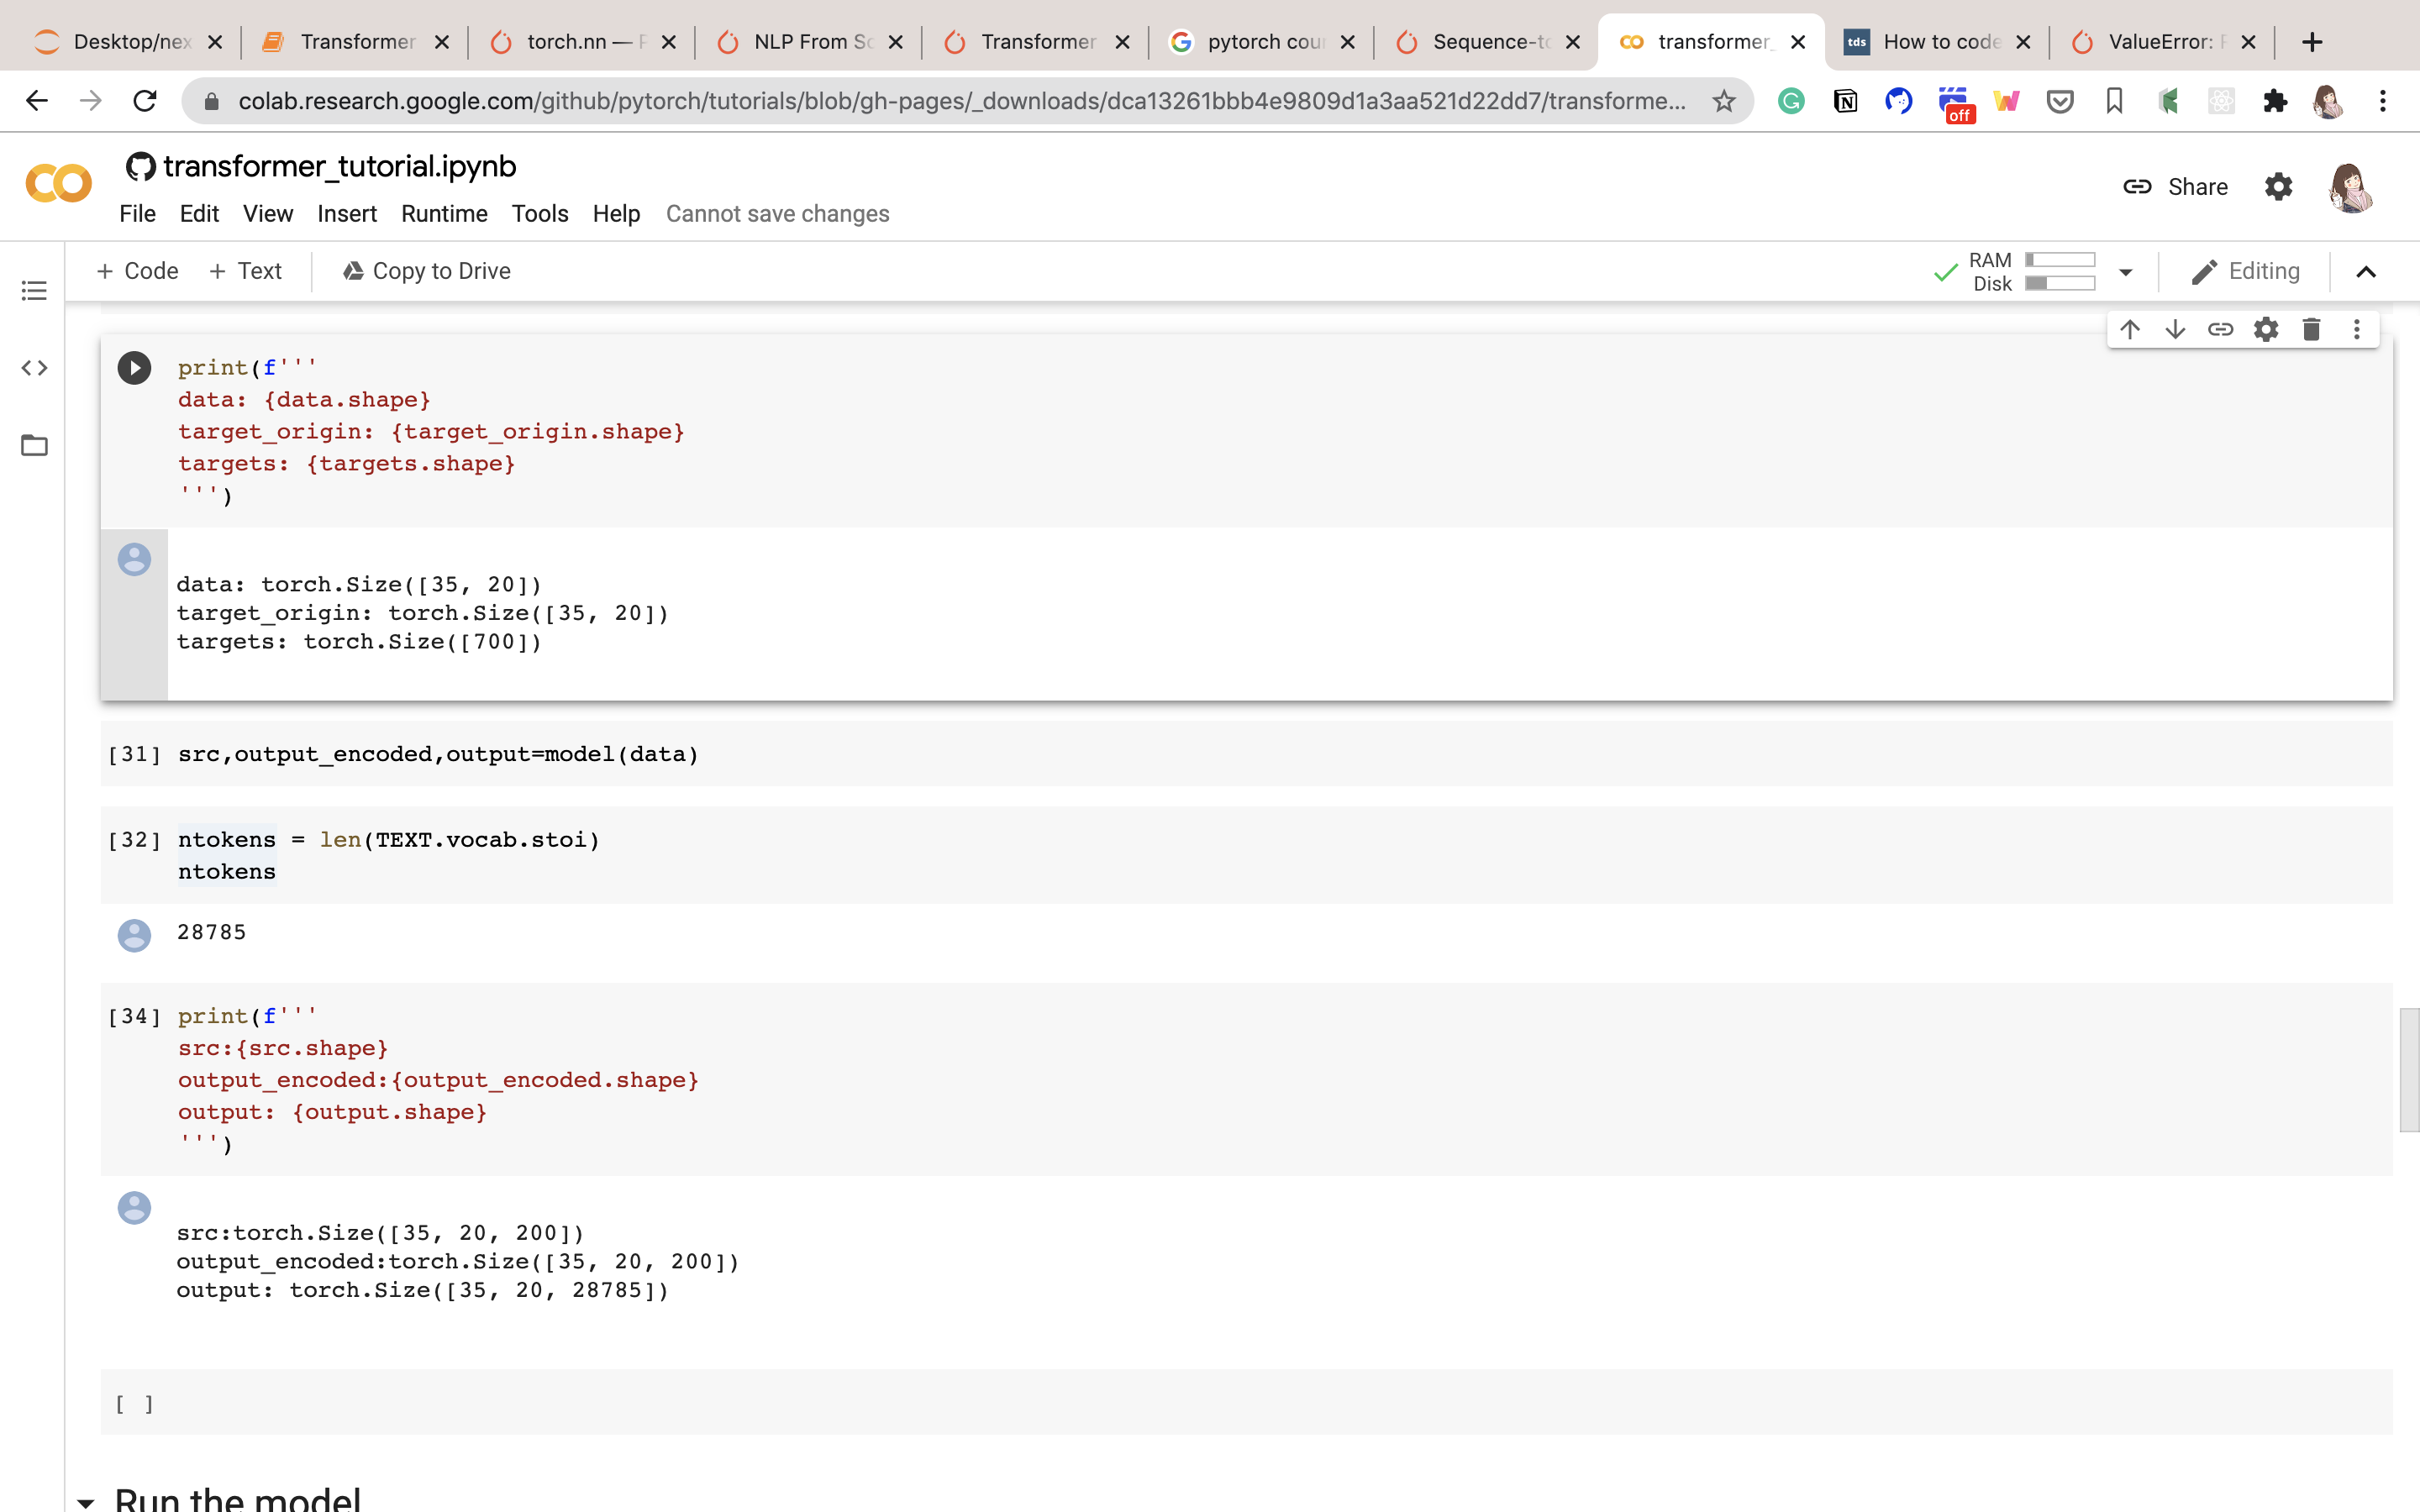 Desktop/nex
Transformer
torch.nn —
NLP From Sc
Transformer
pytorch cour
Sequence-to
transformer_
tds
How to code
ValueError:
colab.research.google.com/github/pytorch/tutorials/blob/gh-pages/_downloads/dca13261bbb4e9809d1a3aa521d22dd7/transforme...
off
transformer_tutorial.ipynb
File Edit View Insert Runtime Tools Help Cannot save changes
Share
+ Code + Text Copy to Drive
RAM
Disk
Editing
print(f'''
data: {data.shape}
target_origin: {target_origin.shape}
targets: {targets.shape}
''')
data: torch.Size([35, 20])
target_origin: torch.Size([35, 20])
targets: torch.Size([700])
[31] src,output_encoded,output=model(data)
[32] ntokens = len(TEXT.vocab.stoi)
ntokens
28785
[34] print(f'''
src:{src.shape}
output_encoded:{output_encoded.shape}
output: {output.shape}
''')
src:torch.Size([35, 20, 200])
output_encoded:torch.Size([35, 20, 200])
output: torch.Size([35, 20, 28785])
[ ]
Run the model